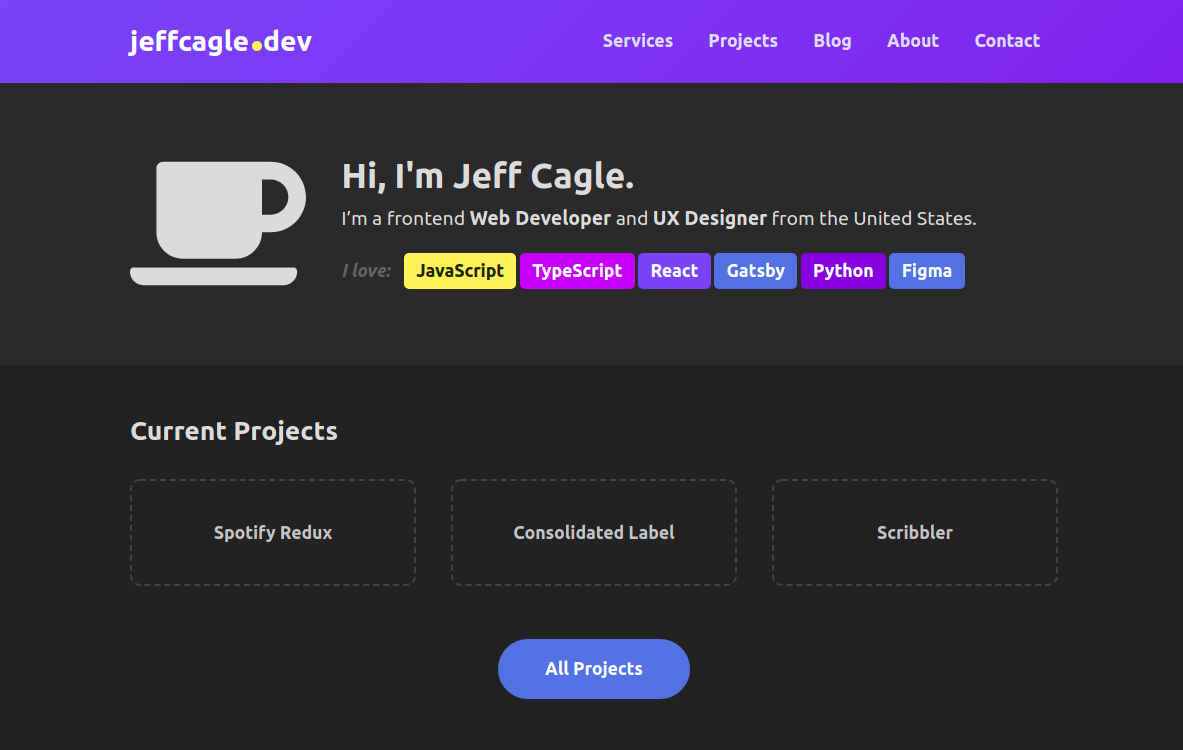 jeffcagle.dev
Services Projects Blog About Contact
Hi, I'm Jeff Cagle.
I’m a frontend Web Developer and UX Designer from the United States.
I love: JavaScript TypeScript React Gatsby Python Figma
Current Projects
Spotify Redux Consolidated Label Scribbler
All Projects